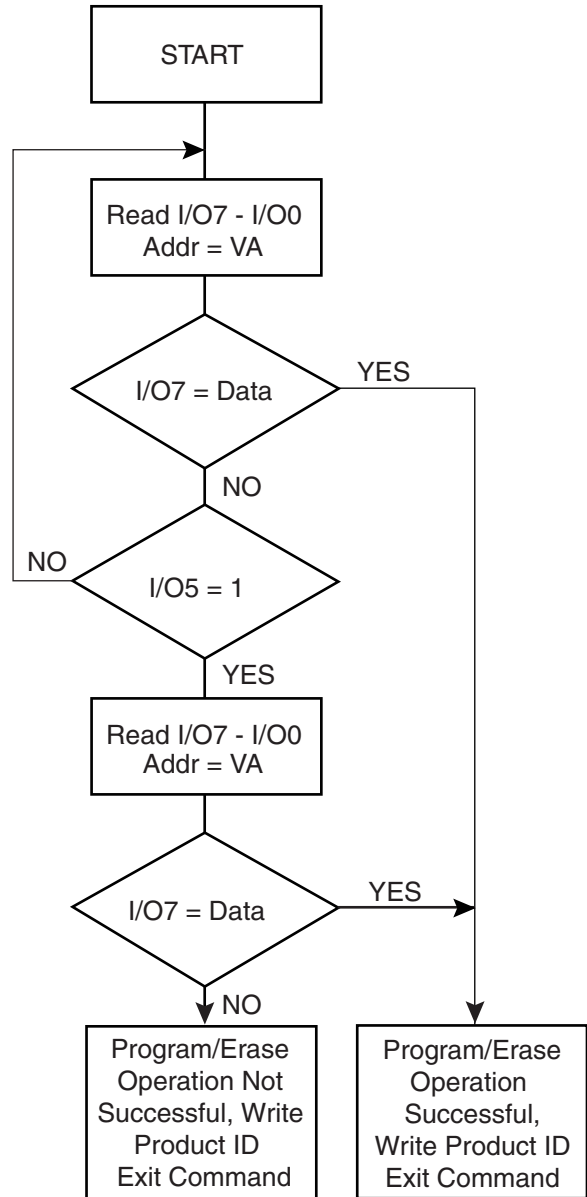 START
Read I/O7 - I/O0
Addr = VA
I/O7 = Data
YES
NO
NO
I/O5 = 1
YES
Read I/O7 - I/O0
Addr = VA
I/O7 = Data
YES
NO
Program/Erase
Operation Not
Successful, Write
Product ID
Exit Command
Program/Erase
Operation
Successful,
Write Product ID
Exit Command